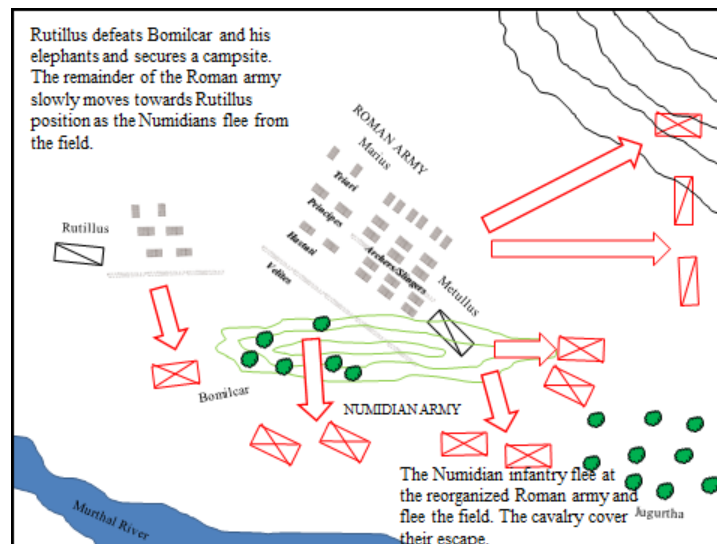 Rutillus defeats Bomilcar and his
elephants and secures a campsite.
The remainder of the Roman army
slowly moves towards Rutillus
position as the Numidians flee from
the field.
ROMAN ARMY
Marius
Triari
Principes
Hastati
Velites
Archers/Slingers
Metullus
Rutillus
Bomilcar
NUMIDIAN ARMY
The Numidian infantry flee at
the reorganized Roman army and
flee the field. The cavalry cover
their escape.
Jugurtha
Murthal River